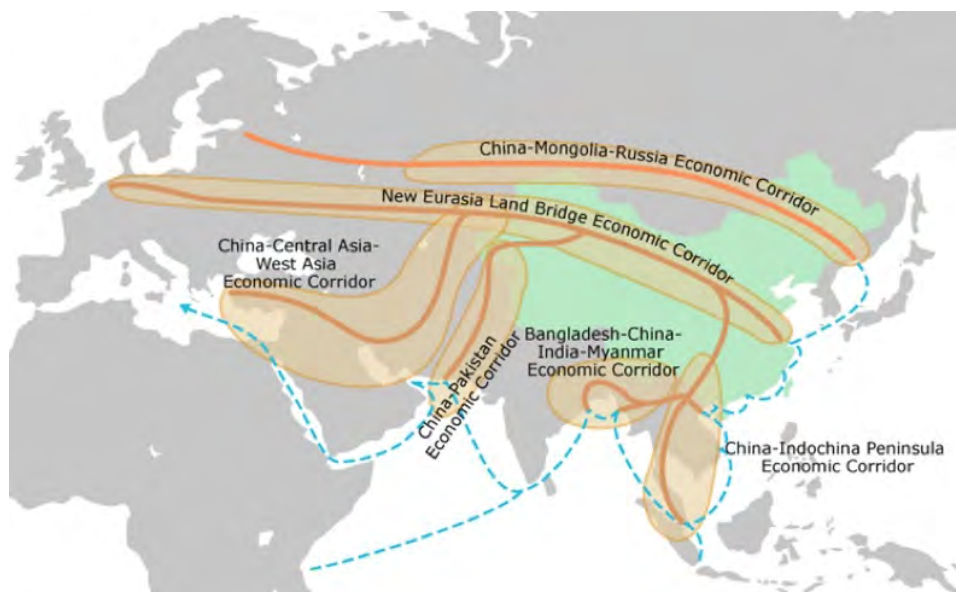 China-Mongolia-Russia Economic Corridor
New Eurasia Land Bridge Economic Corridor
China-Central Asia-
West Asia
Economic Corridor
China-Pakistan
Economic Corridor
Bangladesh-China-
India-Myanmar
Economic Corridor
China-Indochina Peninsula
Economic Corridor